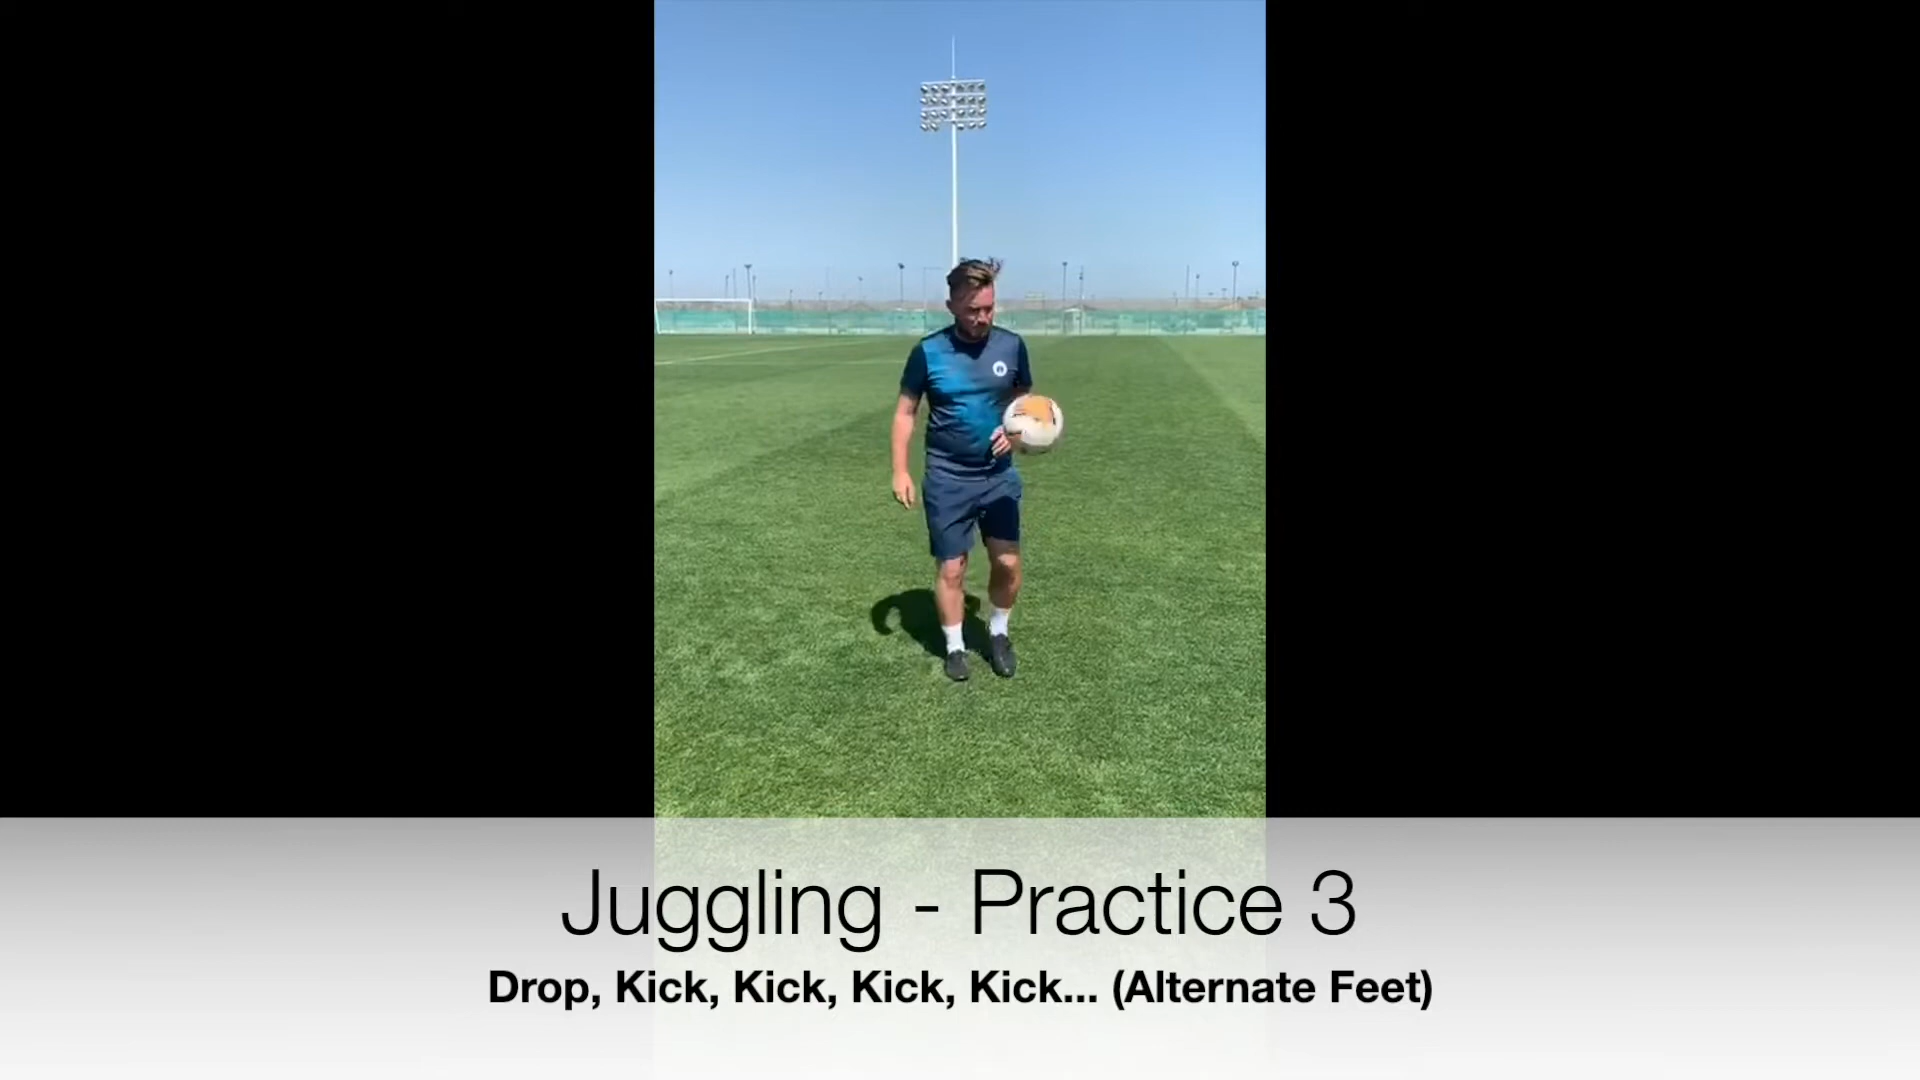 Juggling - Practice 3
Drop, Kick, Kick, Kick, Kick... (Alternate Feet)